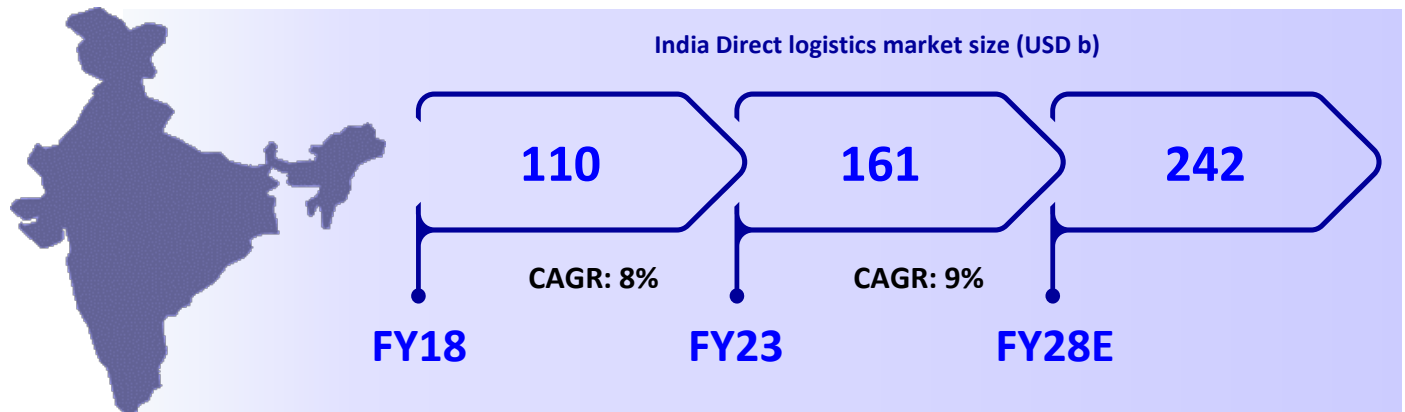 India Direct logistics market size (USD b)
110
161
242
CAGR: 8%
CAGR: 9%
FY18
FY23
FY28E